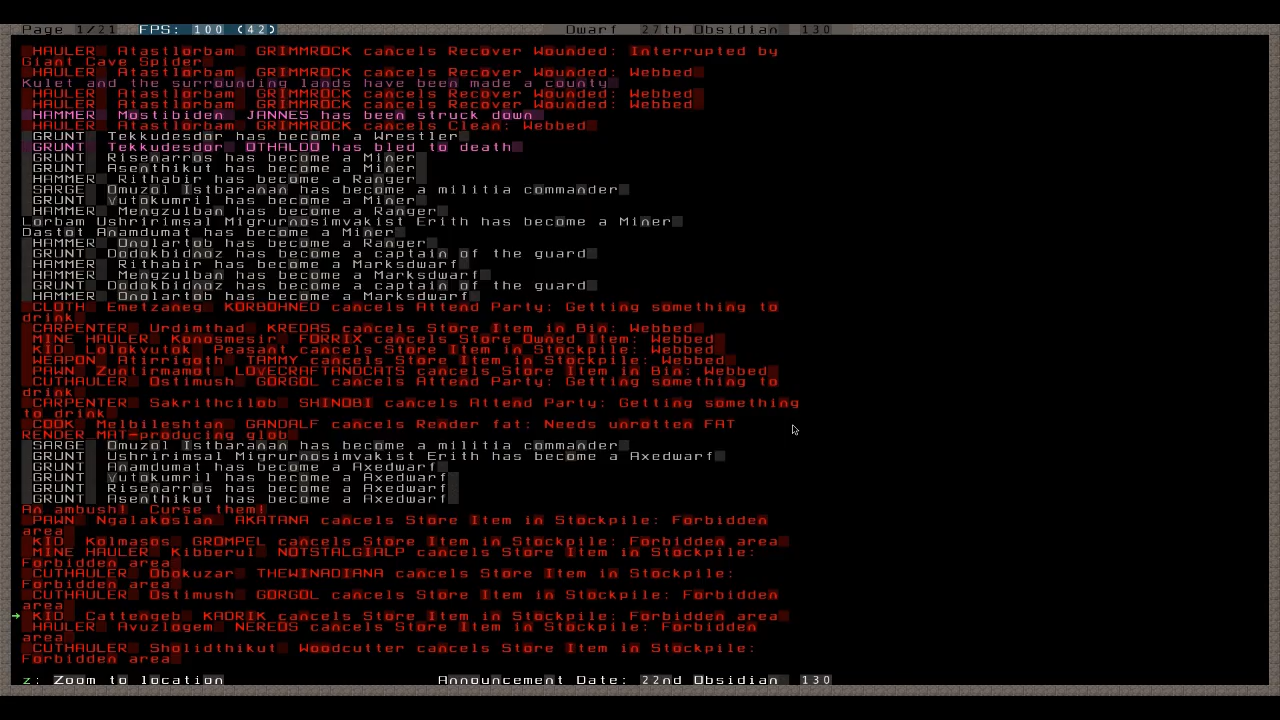 Page 1/21 FPS: 100 (42) Dwarf 27th Obsidian 130
HAULER Atastlorbam GRIMMROCK cancels Recover Wounded: Interrupted by
Giant Cave Spider
HAULER Atastlorbam GRIMMROCK cancels Recover Wounded: Webbed
Kulet and the surrounding lands have been made a county
HAULER Atastlorbam GRIMMROCK cancels Recover Wounded: Webbed
HAULER Atastlorbam GRIMMROCK cancels Recover Wounded: Webbed
HAMMER Mostibiden JANNES has been struck down
HAULER Atastlorbam GRIMMROCK cancels Clean: Webbed
GRUNT Tekkudesdor has become a Wrestler
GRUNT Tekkudesdor OTHALDO has bled to death
GRUNT Risenarros has become a Miner
GRUNT Asenthikut has become a Miner
HAMMER Rithabir has become a Ranger
SARGE Omuzol Istbaranan has become a militia commander
GRUNT Vutokumril has become a Miner
HAMMER Mengzulban has become a Ranger
Lorbam Ushririmsal Migrurnosimvakist Erith has become a Miner
Dastot Anamdumat has become a Miner
HAMMER Onolartob has become a Ranger
GRUNT Dodokbidnoz has become a captain of the guard
HAMMER Rithabir has become a Marksdwarf
HAMMER Mengzulban has become a Marksdwarf
GRUNT Dodokbidnoz has become a captain of the guard
HAMMER Onolartob has become a Marksdwarf
CLOTH Emetzaneg KORBOHNED cancels Attend Party: Getting something to
drink
CARPENTER Urdimthad KREDAS cancels Store Item in Bin: Webbed
MINE HAULER Konosmesir FORRIX cancels Store Owned Item: Webbed
KID Lolokvutok Peasant cancels Store Item in Stockpile: Webbed
WEAPON Atirrigoth TAMMY cancels Store Item in Stockpile: Webbed
PAWN Zuntirmamot LOVECRAFTANDCATS cancels Store Item in Bin: Webbed
CUTHAULER Ostimush GORGOL cancels Attend Party: Getting something to
drink
CARPENTER Sakrithcilob SHINOBI cancels Attend Party: Getting something
to drink
COOK Melbileshtan GANDALF cancels Render fat: Needs unrotten FAT
RENDER_MAT-producing glob
SARGE Omuzol Istbaranan has become a militia commander
GRUNT Ushririmsal Migrurnosimvakist Erith has become a Axedwarf
GRUNT Anamdumat has become a Axedwarf
GRUNT Vutokumril has become a Axedwarf
GRUNT Risenarros has become a Axedwarf
GRUNT Asenthikut has become a Axedwarf
An ambush! Curse them!
PAWN Ngalakoslan AKATANA cancels Store Item in Stockpile: Forbidden
area
KID Kolmasos GROMPEL cancels Store Item in Stockpile: Forbidden area
MINE HAULER Kibberul NOTSTALGIALP cancels Store Item in Stockpile:
Forbidden area
CUTHAULER Obokuzar THEWINADIANA cancels Store Item in Stockpile:
Forbidden area
CUTHAULER Ostimush GORGOL cancels Store Item in Stockpile: Forbidden
area
KID Cattengeb KADRIK cancels Store Item in Stockpile: Forbidden area
HAULER Avuzlogem NEREOS cancels Store Item in Stockpile: Forbidden
area
CUTHAULER Sholidthikut Woodcutter cancels Store Item in Stockpile:
Forbidden area
z: Zoom to location Announcement Date: 22nd Obsidian 130